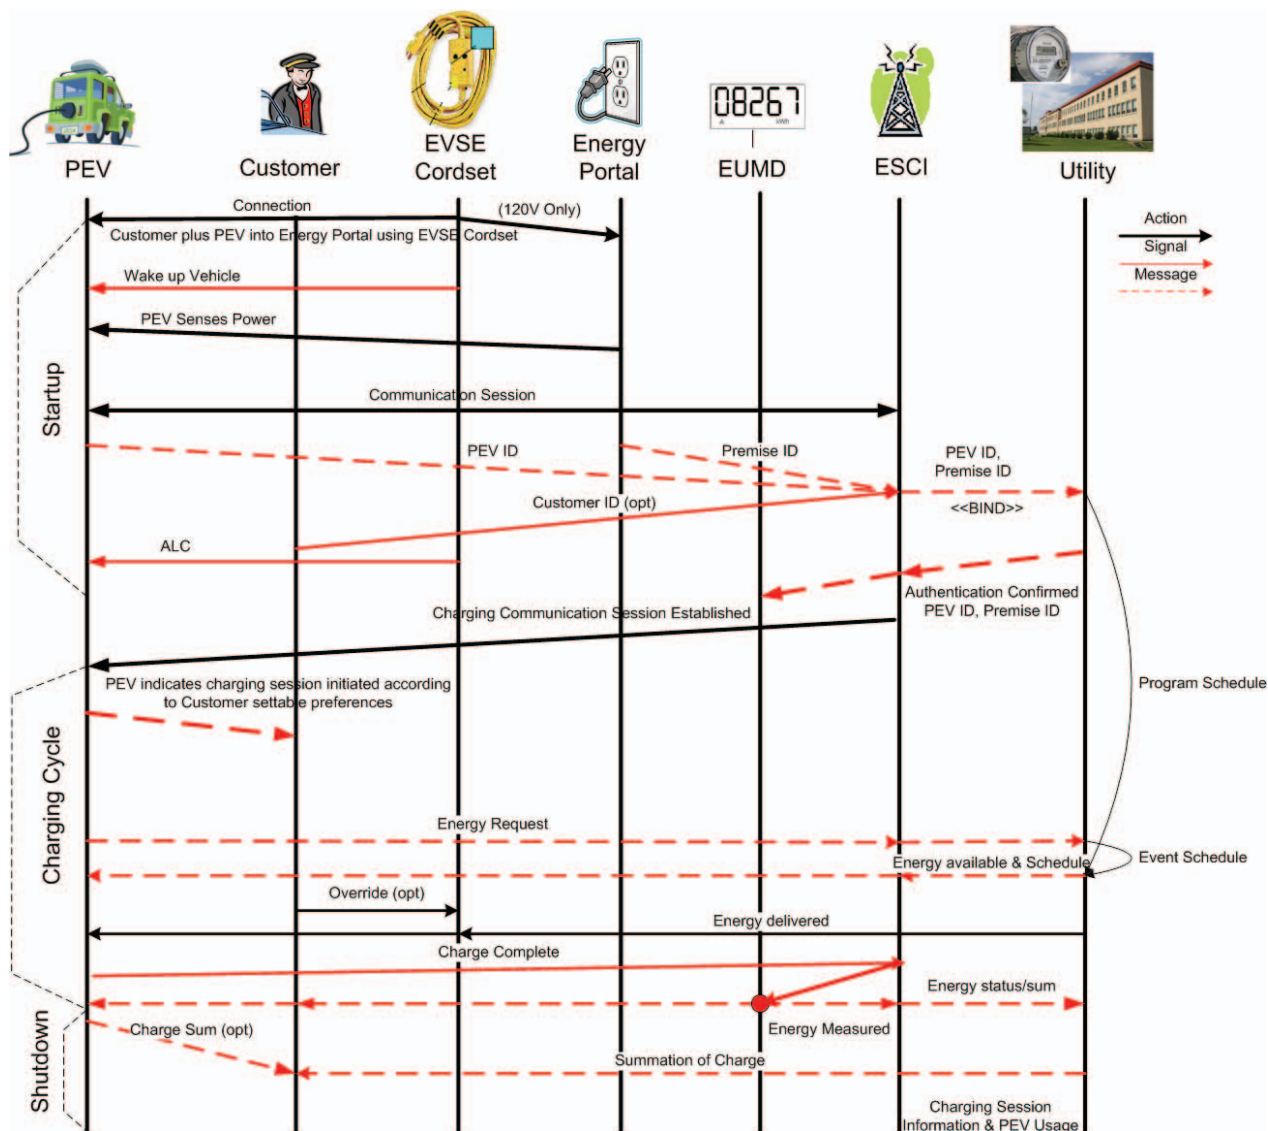 08267
A
kWh
PEV
Customer
EVSE
Cordset
Energy
Portal
EUMD
ESCI
Utility
Connection
(120V Only)
Action
Customer plus PEV into Energy Portal using EVSE Cordset
Signal
Wake up Vehicle
Message
PEV Senses Power
Startup
Communication Session
PEV ID
Premise ID
PEV ID,
Premise ID
Customer ID (opt)
<<BIND>>
ALC
Authentication Confirmed
PEV ID, Premise ID
Charging Communication Session Established
PEV indicates charging session initiated according
to Customer settable preferences
Program Schedule
Charging Cycle
Energy Request
Energy available & Schedule
Event Schedule
Override (opt)
Energy delivered
Charge Complete
Energy status/sum
Shutdown
Charge Sum (opt)
Energy Measured
Summation of Charge
Charging Session
Information & PEV Usage